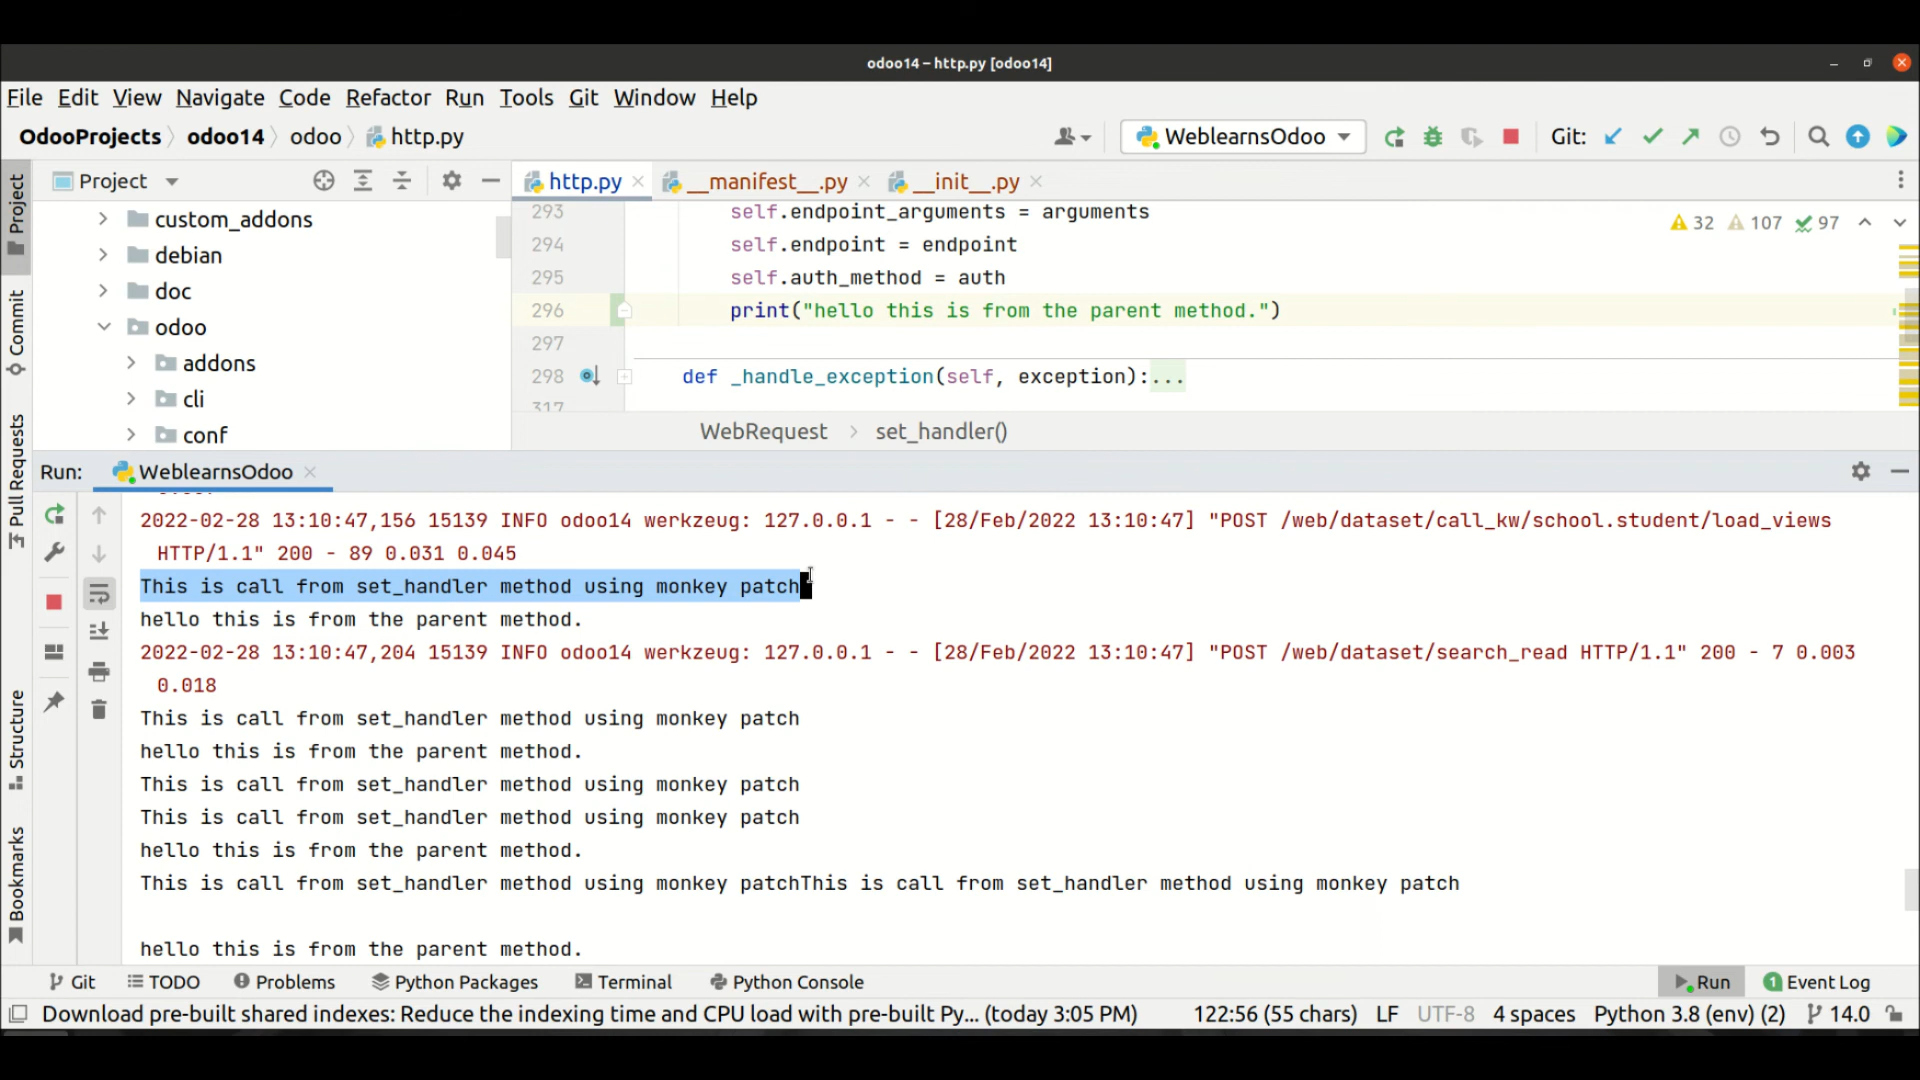 odoo14 – http.py [odoo14]
File Edit View Navigate Code Refactor Run Tools Git Window Help
OdooProjects odoo14 odoo http.py WeblearnsOdoo Git:
Project http.py __manifest__.py __init__.py
Project
Commit
Pull Requests
Structure
Bookmarks
custom_addons
debian
doc
odoo
addons
cli
conf
32 107 97
293 self.endpoint_arguments = arguments
294 self.endpoint = endpoint
295 self.auth_method = auth
296 print("hello this is from the parent method.")
297
298 def _handle_exception(self, exception):...
317
WebRequest set_handler()
Run: WeblearnsOdoo
2022-02-28 13:10:47,156 15139 INFO odoo14 werkzeug: 127.0.0.1 - - [28/Feb/2022 13:10:47] "POST /web/dataset/call_kw/school.student/load_views
HTTP/1.1" 200 - 89 0.031 0.045
This is call from set_handler method using monkey patch
hello this is from the parent method.
2022-02-28 13:10:47,204 15139 INFO odoo14 werkzeug: 127.0.0.1 - - [28/Feb/2022 13:10:47] "POST /web/dataset/search_read HTTP/1.1" 200 - 7 0.003
0.018
This is call from set_handler method using monkey patch
hello this is from the parent method.
This is call from set_handler method using monkey patch
This is call from set_handler method using monkey patch
hello this is from the parent method.
This is call from set_handler method using monkey patchThis is call from set_handler method using monkey patch
hello this is from the parent method.
Git TODO Problems Python Packages Terminal Python Console Run 1 Event Log
Download pre-built shared indexes: Reduce the indexing time and CPU load with pre-built Py... (today 3:05 PM) 122:56 (55 chars) LF UTF-8 4 spaces Python 3.8 (env) (2) 14.0